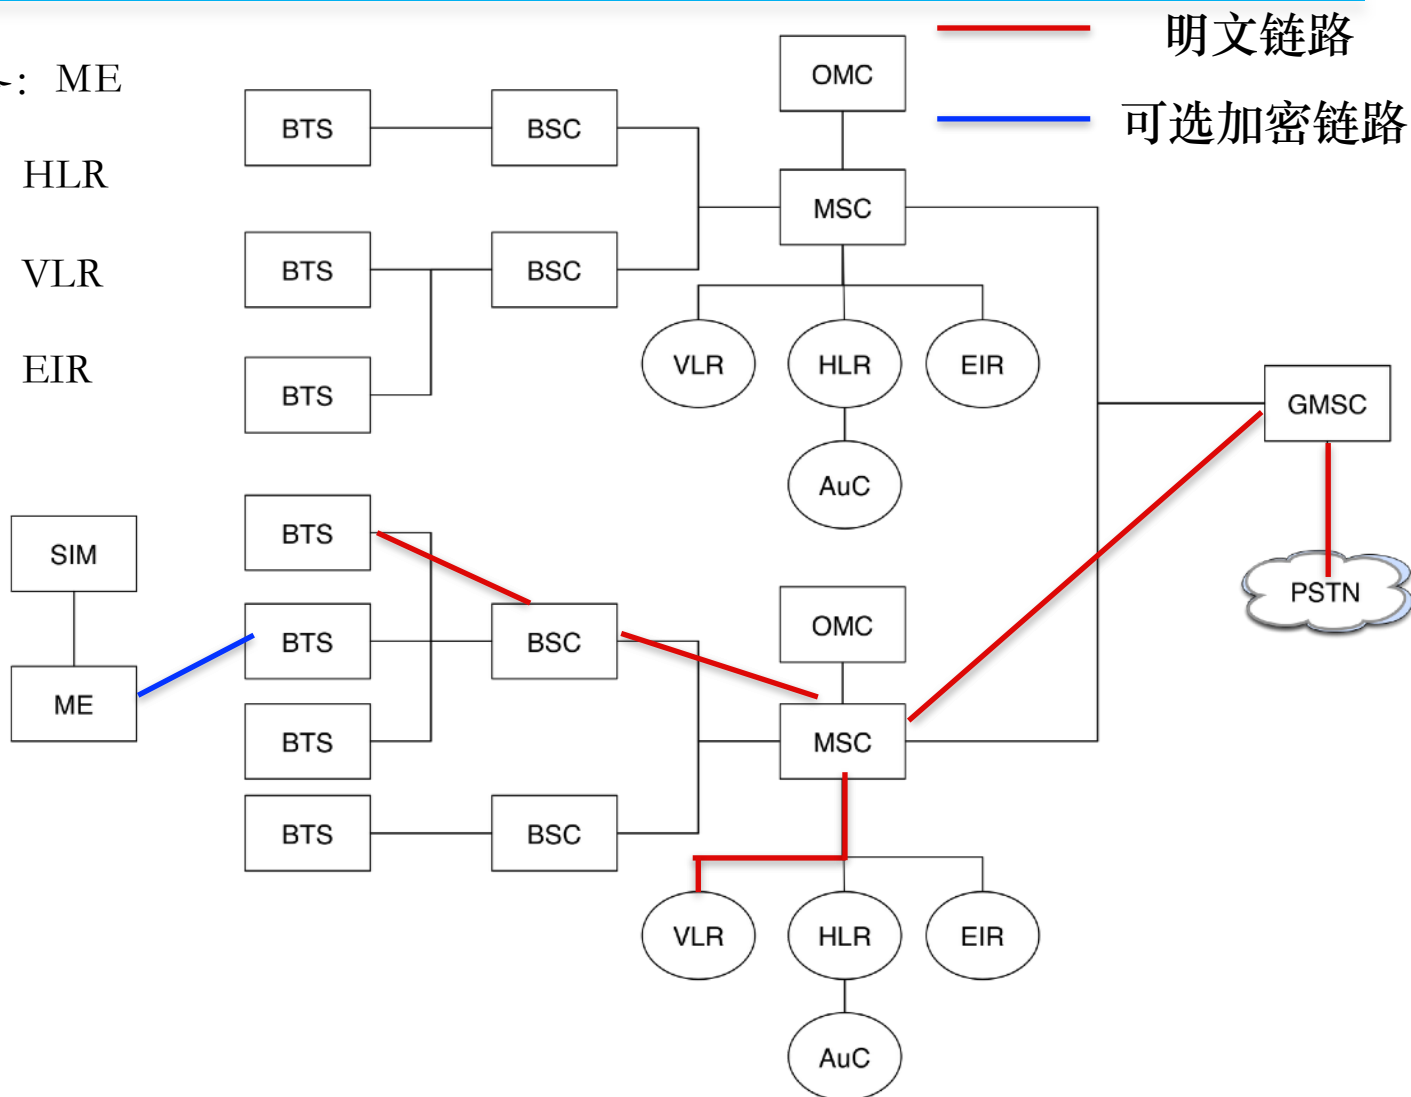 明文链路
可选加密链路
: ME
HLR
VLR
EIR
OMC
BTS
BSC
MSC
BTS
BSC
BTS
VLR
HLR
EIR
AuC
GMSC
PSTN
SIM
ME
BTS
BTS
BSC
BTS
BTS
BSC
OMC
MSC
VLR
HLR
EIR
AuC